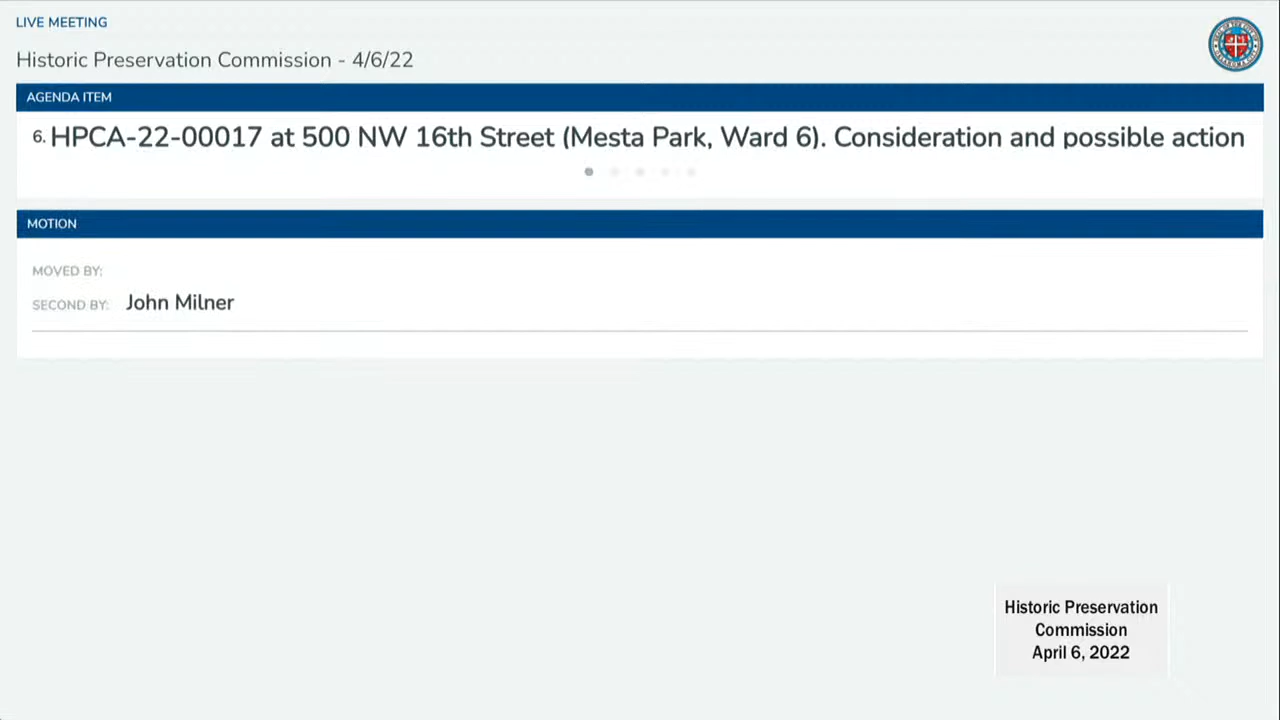 LIVE MEETING
Historic Preservation Commission - 4/6/22
AGENDA ITEM
6. HPCA-22-00017 at 500 NW 16th Street (Mesta Park, Ward 6). Consideration and possible action
MOTION
MOVED BY:
SECOND BY: John Milner
Historic Preservation
Commission
April 6, 2022